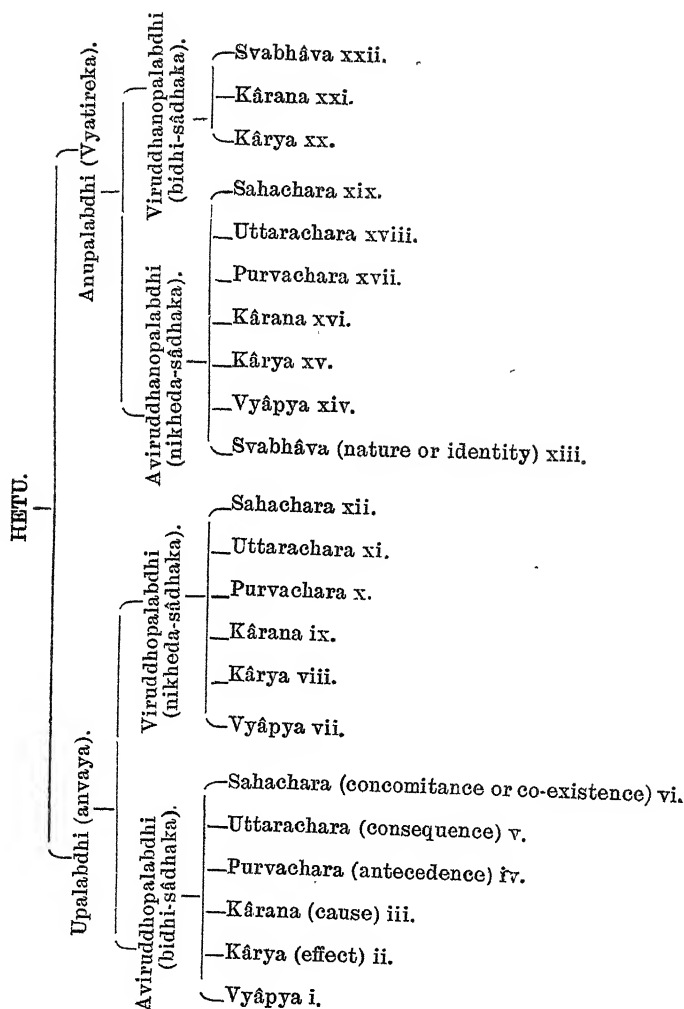 HETU.
Anupalabdhi (Vyatireka).
Viruddhanopalabdhi
(bidhi-sâdhaka).
Svabhâva xxii.
Kârana xxi.
Kârya xx.
Aviruddhanopalabdhi
(nikheda-sâdhaka).
Sahachara xix.
Uttarachara xviii.
Purvachara xvii.
Kârana xvi.
Kârya xv.
Vyâpya xiv.
Svabhâva (nature or identity) xiii.
Upalabdhi (anvaya).
Viruddhopalabdhi
(nikheda-sâdhaka).
Sahachara xii.
Uttarachara xi.
Purvachara x.
Kârana ix.
Kârya viii.
Vyâpya vii.
Aviruddhopalabdhi
(bidhi-sâdhaka).
Sahachara (concomitance or co-existence) vi.
Uttarachara (consequence) v.
Purvachara (antecedence) iv.
Kârana (cause) iii.
Kârya (effect) ii.
Vyâpya i.